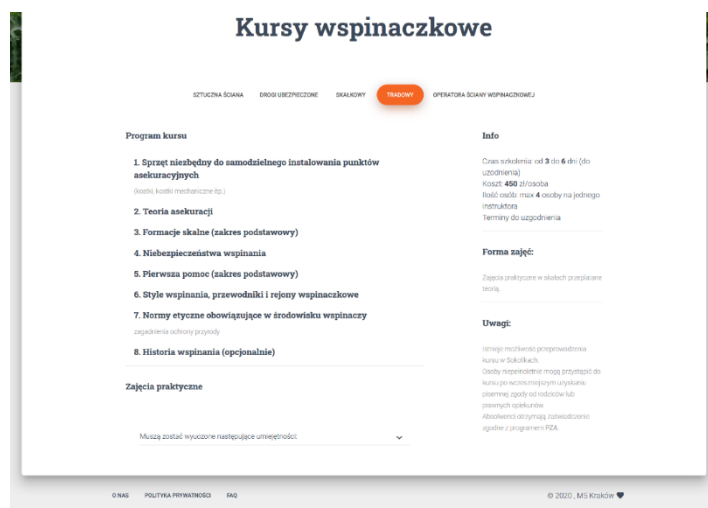 Kursy wspinaczkowe
SZTUCZNA ŚCIANA DROGI UBEZPIECZONE SKAŁKOWY TRADOWY OPERATORA ŚCIANY WSPINACZKOWEJ
Program kursu
1. Sprzęt niezbędny do samodzielnego instalowania punktów
asekuracyjnych
(kostki, kostki mechaniczne itp.)
2. Teoria asekuracji
3. Formacje skalne (zakres podstawowy)
4. Niebezpieczeństwa wspinania
5. Pierwsza pomoc (zakres podstawowy)
6. Style wspinania, przewodniki i rejony wspinaczkowe
7. Normy etyczne obowiązujące w środowisku wspinaczy
zagadnienia ochrony przyrody
8. Historia wspinania (opcjonalnie)
Zajęcia praktyczne
Muszą zostać wyuczone następujące umiejętności:
Info
Czas szkolenia: od 3 do 6 dni (do
uzodnienia)
Koszt: 450 zł/osoba
Ilość osób: max 4 osoby na jednego
instruktora
Terminy do uzgodnienia
Forma zajęć:
Zajęcia praktyczne w skałach przeplatane
teorią.
Uwagi:
Istnieje możliwość przeprowadzenia
kursu w Sokolikach.
Osoby niepełnoletnie mogą przystąpić do
kursu po wcześniejszym uzyskaniu
pisemnej zgody od rodziców lub
prawnych opiekunów.
Absolwenci otrzymają zaświadczenie
zgodne z programem PZA.
O NAS POLITYKA PRYWATNOŚCI FAQ
© 2020 , M5 Kraków